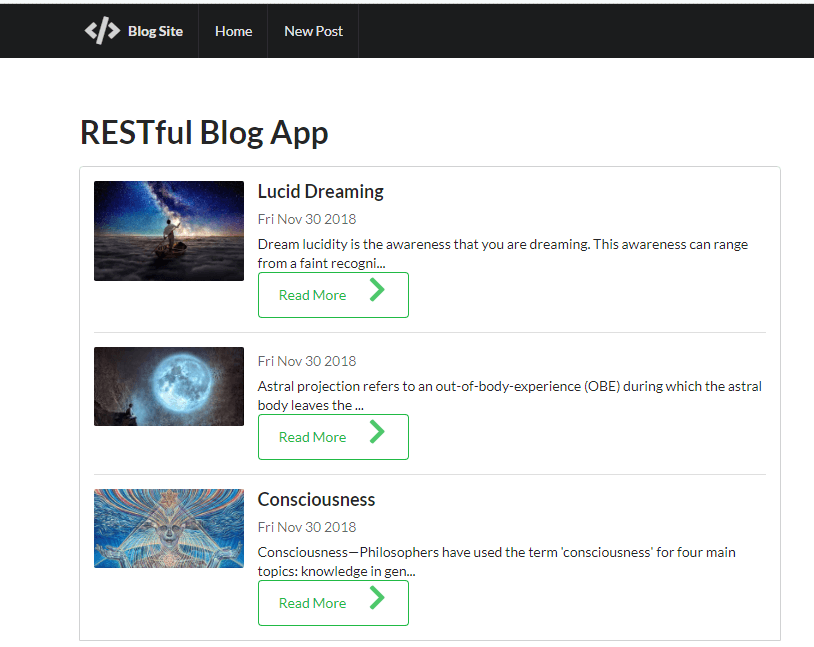 Blog Site Home New Post
RESTful Blog App
Lucid Dreaming
Fri Nov 30 2018
Dream lucidity is the awareness that you are dreaming. This awareness can range
from a faint recogni...
Read More
Fri Nov 30 2018
Astral projection refers to an out-of-body-experience (OBE) during which the astral
body leaves the ...
Read More
Consciousness
Fri Nov 30 2018
Consciousness—Philosophers have used the term 'consciousness' for four main
topics: knowledge in gen...
Read More